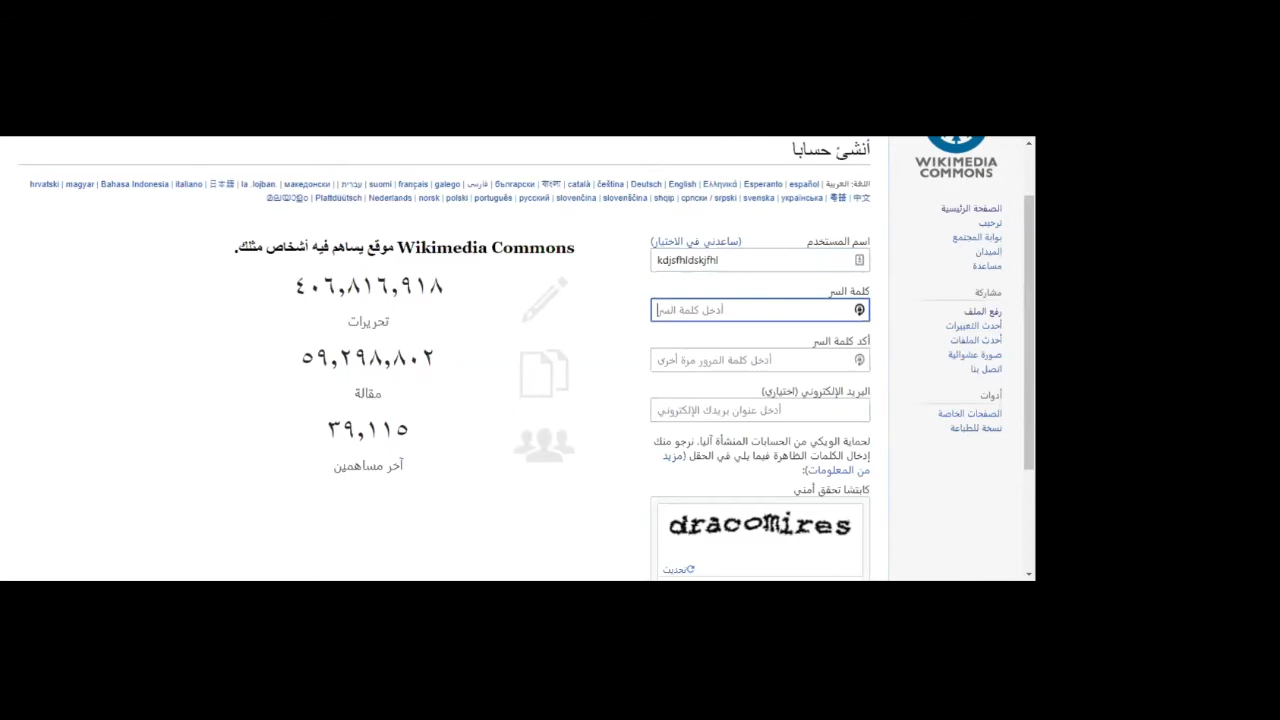 أنشئ حسابا
اللغة: العربية | español | Esperanto | Ελληνικά | English | Deutsch | čeština | català | বাংলা | български | فارسی | galego | français | suomi | עברית | македонски | la .lojban. | 日本語 | italiano | Bahasa Indonesia | magyar | hrvatski
中文 | 粵語 | українська | svenska | српски / srpski | shqip | slovenščina | slovenčina | русский | português | polski | norsk | Nederlands | Plattdüütsch | മലയാളം
Wikimedia Commons موقع يساهم فيه أشخاص مثلك.
٤٠٦,٨١٦,٩١٨
تحريرات
٥٩,٢٩٨,٨٠٢
مقالة
٣٩,١١٥
آخر مساهمين
اسم المستخدم (ساعدني في الاختيار)
kdjsfhldskjfhl
كلمة السر
أدخل كلمة السر
أكد كلمة السر
أدخل كلمة المرور مرة أخرى
البريد الإلكتروني (اختياري)
أدخل عنوان بريدك الإلكتروني
لحماية الويكي من الحسابات المنشأة آليا، نرجو منك
إدخال الكلمات الظاهرة فيما يلي في الحقل (مزيد
من المعلومات):
كابتشا تحقق أمني
dracomires
تحديث
WIKIMEDIA
COMMONS
الصفحة الرئيسية
ترحيب
بوابة المجتمع
الميدان
مساعدة
مشاركة
رفع الملف
أحدث التغييرات
أحدث الملفات
صورة عشوائية
اتصل بنا
أدوات
الصفحات الخاصة
نسخة للطباعة